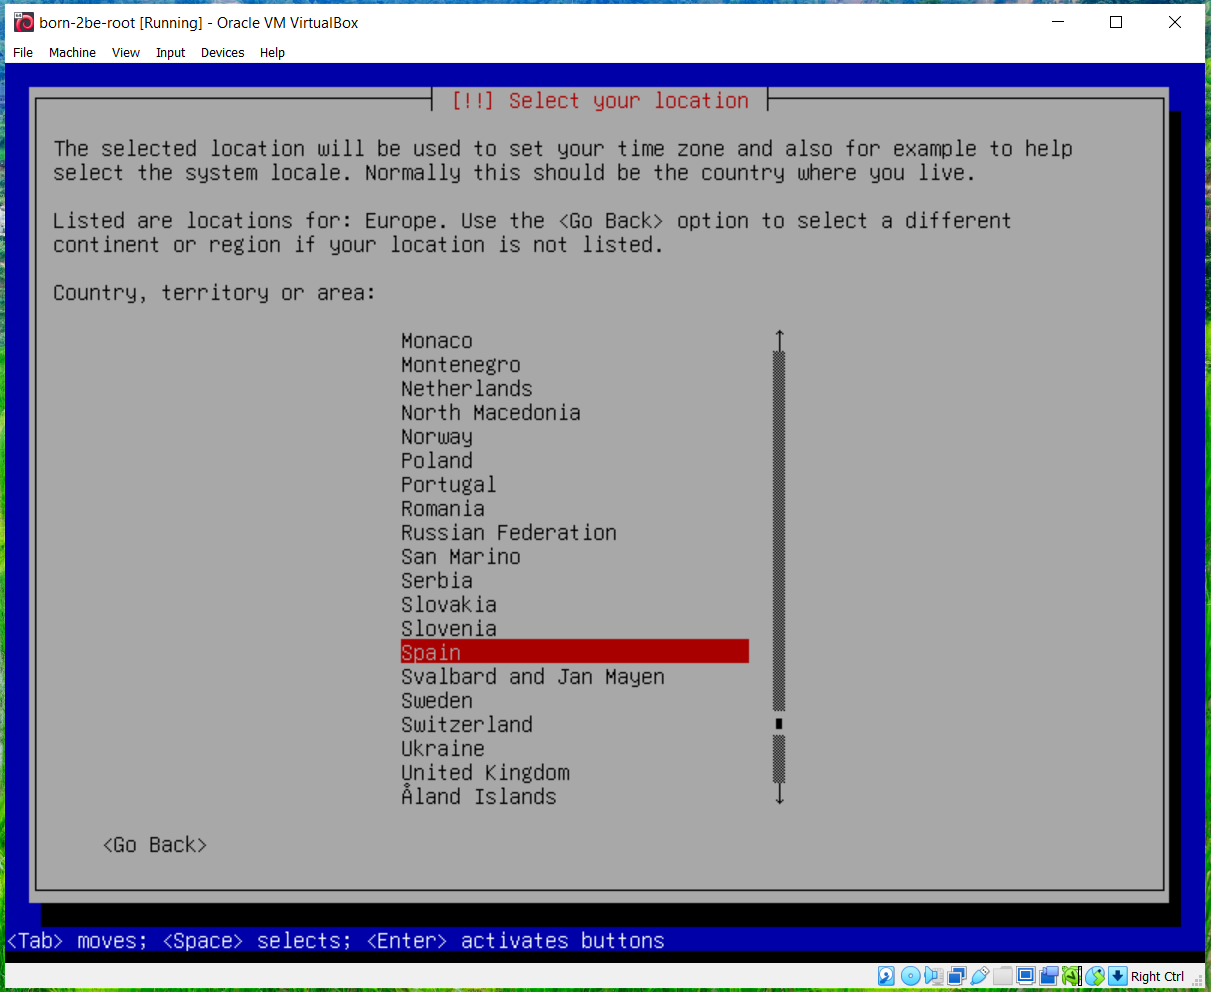 born-2be-root [Running] - Oracle VM VirtualBox
File Machine View Input Devices Help
[!!] Select your location
The selected location will be used to set your time zone and also for example to help
select the system locale. Normally this should be the country where you live.
Listed are locations for: Europe. Use the <Go Back> option to select a different
continent or region if your location is not listed.
Country, territory or area:
Monaco
Montenegro
Netherlands
North Macedonia
Norway
Poland
Portugal
Romania
Russian Federation
San Marino
Serbia
Slovakia
Slovenia
Spain
Svalbard and Jan Mayen
Sweden
Switzerland
Ukraine
United Kingdom
Åland Islands
<Go Back>
<Tab> moves; <Space> selects; <Enter> activates buttons
Right Ctrl